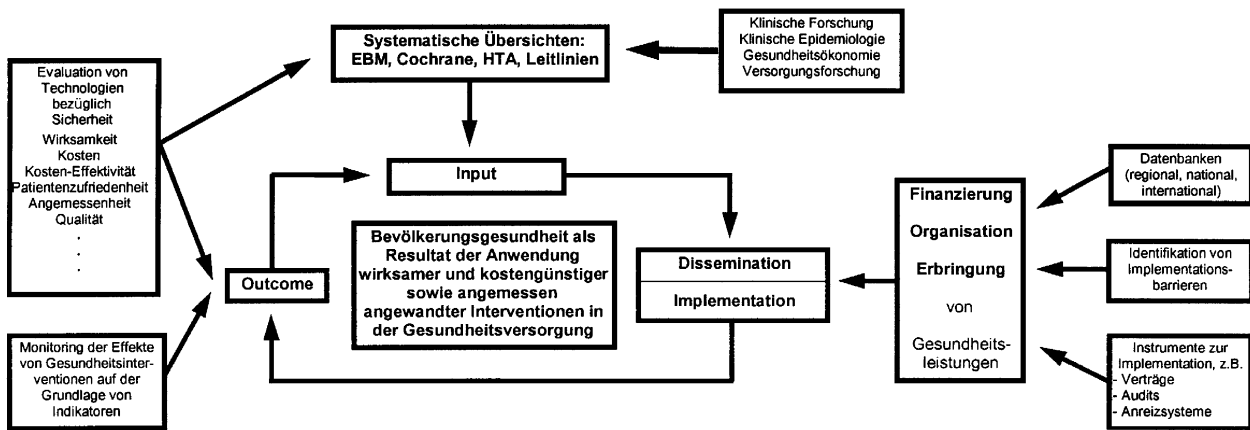 Systematische Übersichten:
EBM, Cochrane, HTA, Leitlinien
Klinische Forschung
Klinische Epidemiologie
Gesundheitsökonomie
Versorgungsforschung
Evaluation von
Technologien
bezüglich
Sicherheit
Wirksamkeit
Kosten
Kosten-Effektivität
Patientenzufriedenheit
Angemessenheit
Qualität
.
.
.
Input
Bevölkerungsgesundheit als
Resultat der Anwendung
wirksamer und kostengünstiger
sowie angemessen
angewandter Interventionen in
der Gesundheitsversorgung
Outcome
Dissemination
Implementation
Finanzierung
Organisation
Erbringung
von
Gesundheits-
leistungen
Datenbanken
(regional, national,
international)
Identifikation von
Implementations-
barrieren
Instrumente zur
Implementation, z.B.
- Verträge
- Audits
- Anreizsysteme
Monitoring der Effekte
von Gesundheitsinter-
ventionen auf der
Grundlage von
Indikatoren